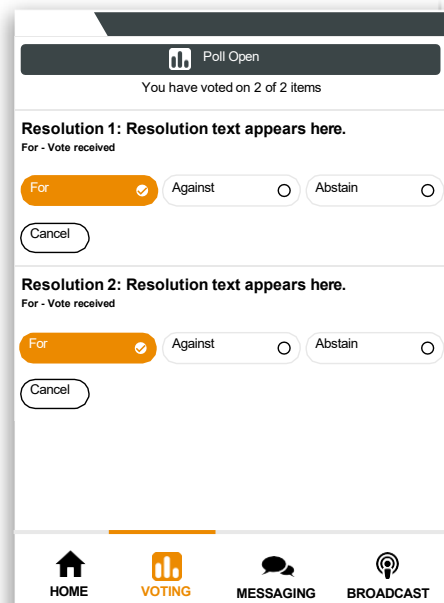 Poll Open
You have voted on 2 of 2 items
Resolution 1: Resolution text appears here.
For - Vote received
For Against Abstain
Cancel
Resolution 2: Resolution text appears here.
For - Vote received
For Against Abstain
Cancel
HOME VOTING MESSAGING BROADCAST